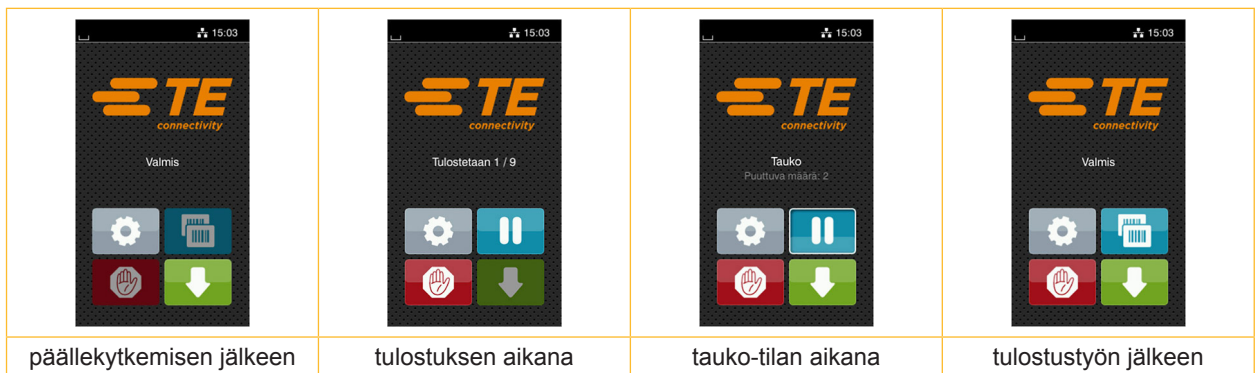 15:03
TE
connectivity
Valmis
päällekytkemisen jälkeen
15:03
TE
connectivity
Tulostetaan 1 / 9
tulostuksen aikana
15:03
TE
connectivity
Tauko
Puuttuva määrä: 2
tauko-tilan aikana
15:03
TE
connectivity
Valmis
tulostustyön jälkeen